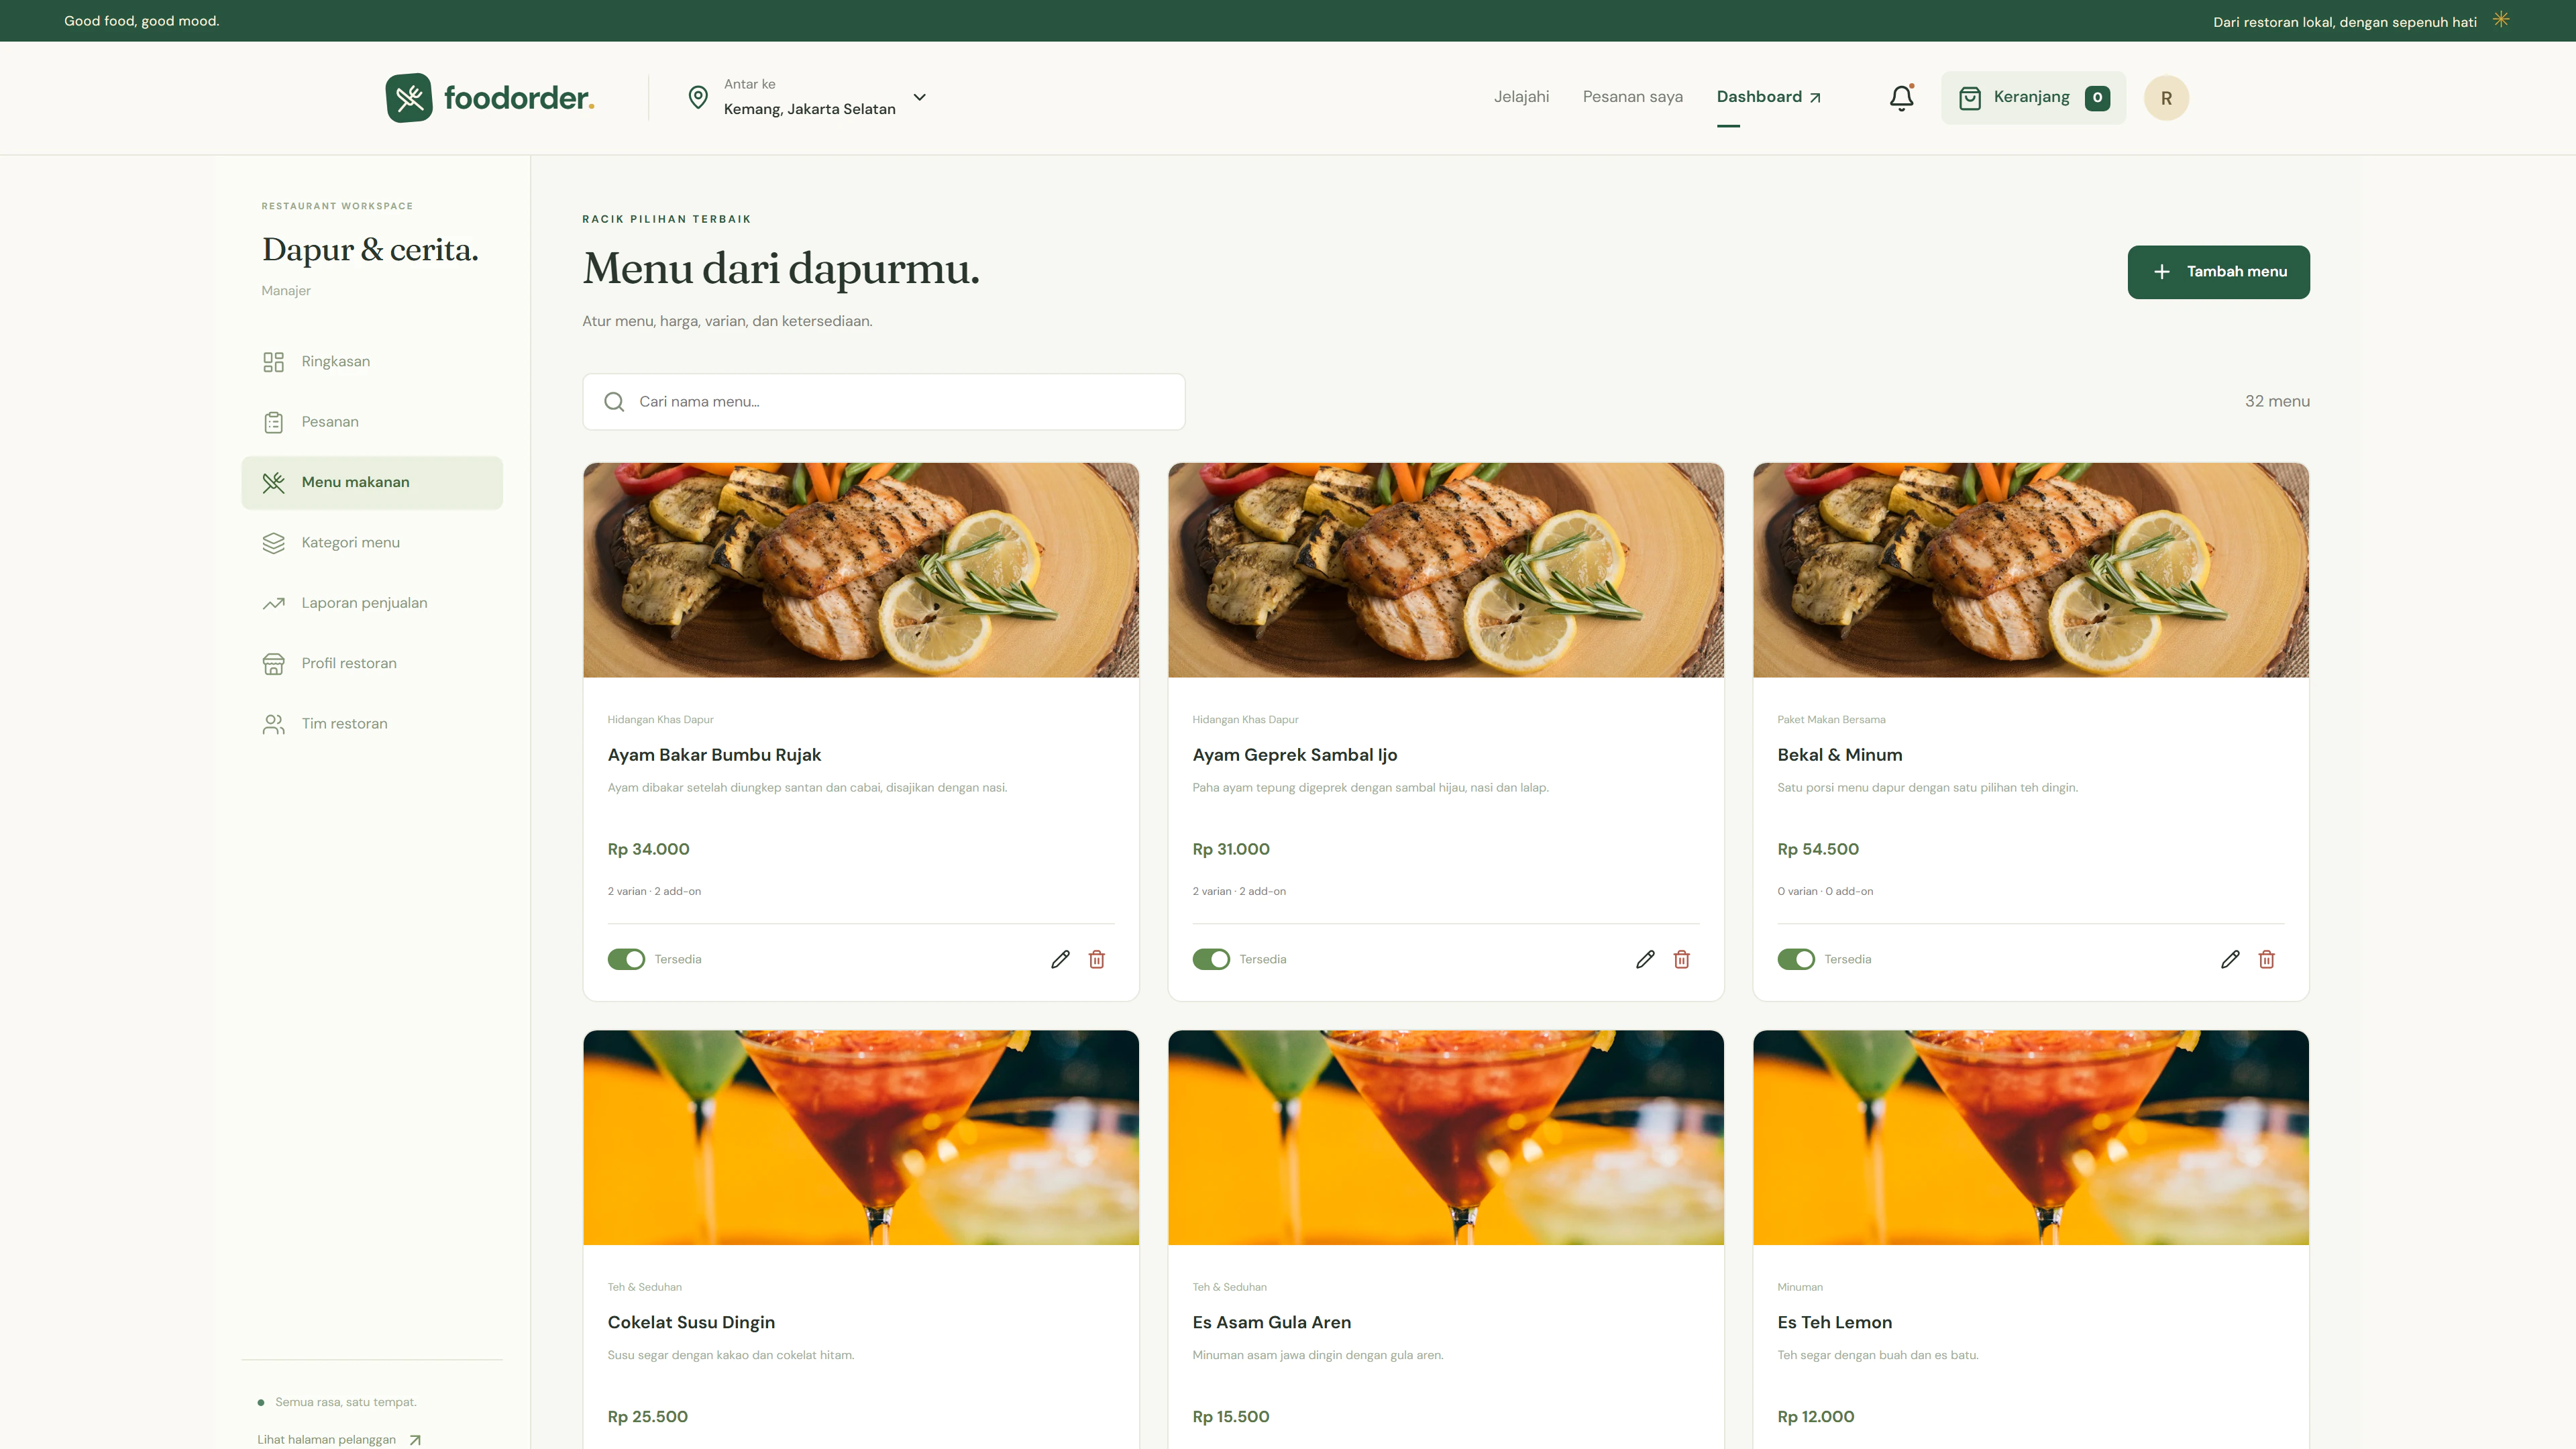 Good food, good mood.
Dari restoran lokal, dengan sepenuh hati
foodorder.
Antar ke
Kemang, Jakarta Selatan
Jelajahi
Pesanan saya
Dashboard
Keranjang
0
R
RESTAURANT WORKSPACE
Dapur & cerita.
Manajer
Ringkasan
Pesanan
Menu makanan
Kategori menu
Laporan penjualan
Profil restoran
Tim restoran
Semua rasa, satu tempat.
Lihat halaman pelanggan
RACIK PILIHAN TERBAIK
Menu dari dapurmu.
Atur menu, harga, varian, dan ketersediaan.
Tambah menu
Cari nama menu...
32 menu
Hidangan Khas Dapur
Ayam Bakar Bumbu Rujak
Ayam dibakar setelah diungkep santan dan cabai, disajikan dengan nasi.
Rp 34.000
2 varian · 2 add-on
Tersedia
Hidangan Khas Dapur
Ayam Geprek Sambal Ijo
Paha ayam tepung digeprek dengan sambal hijau, nasi dan lalap.
Rp 31.000
2 varian · 2 add-on
Tersedia
Paket Makan Bersama
Bekal & Minum
Satu porsi menu dapur dengan satu pilihan teh dingin.
Rp 54.500
0 varian · 0 add-on
Tersedia
Teh & Seduhan
Cokelat Susu Dingin
Susu segar dengan kakao dan cokelat hitam.
Rp 25.500
Teh & Seduhan
Es Asam Gula Aren
Minuman asam jawa dingin dengan gula aren.
Rp 15.500
Minuman
Es Teh Lemon
Teh segar dengan buah dan es batu.
Rp 12.000